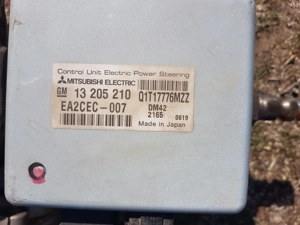 Control Unit Electric Power Steering
MITSUBISHI ELECTRIC
GM 13 205 210 Q1T17776MZZ
EA2CEC-007 DM42
2165 0619
Made in Japan